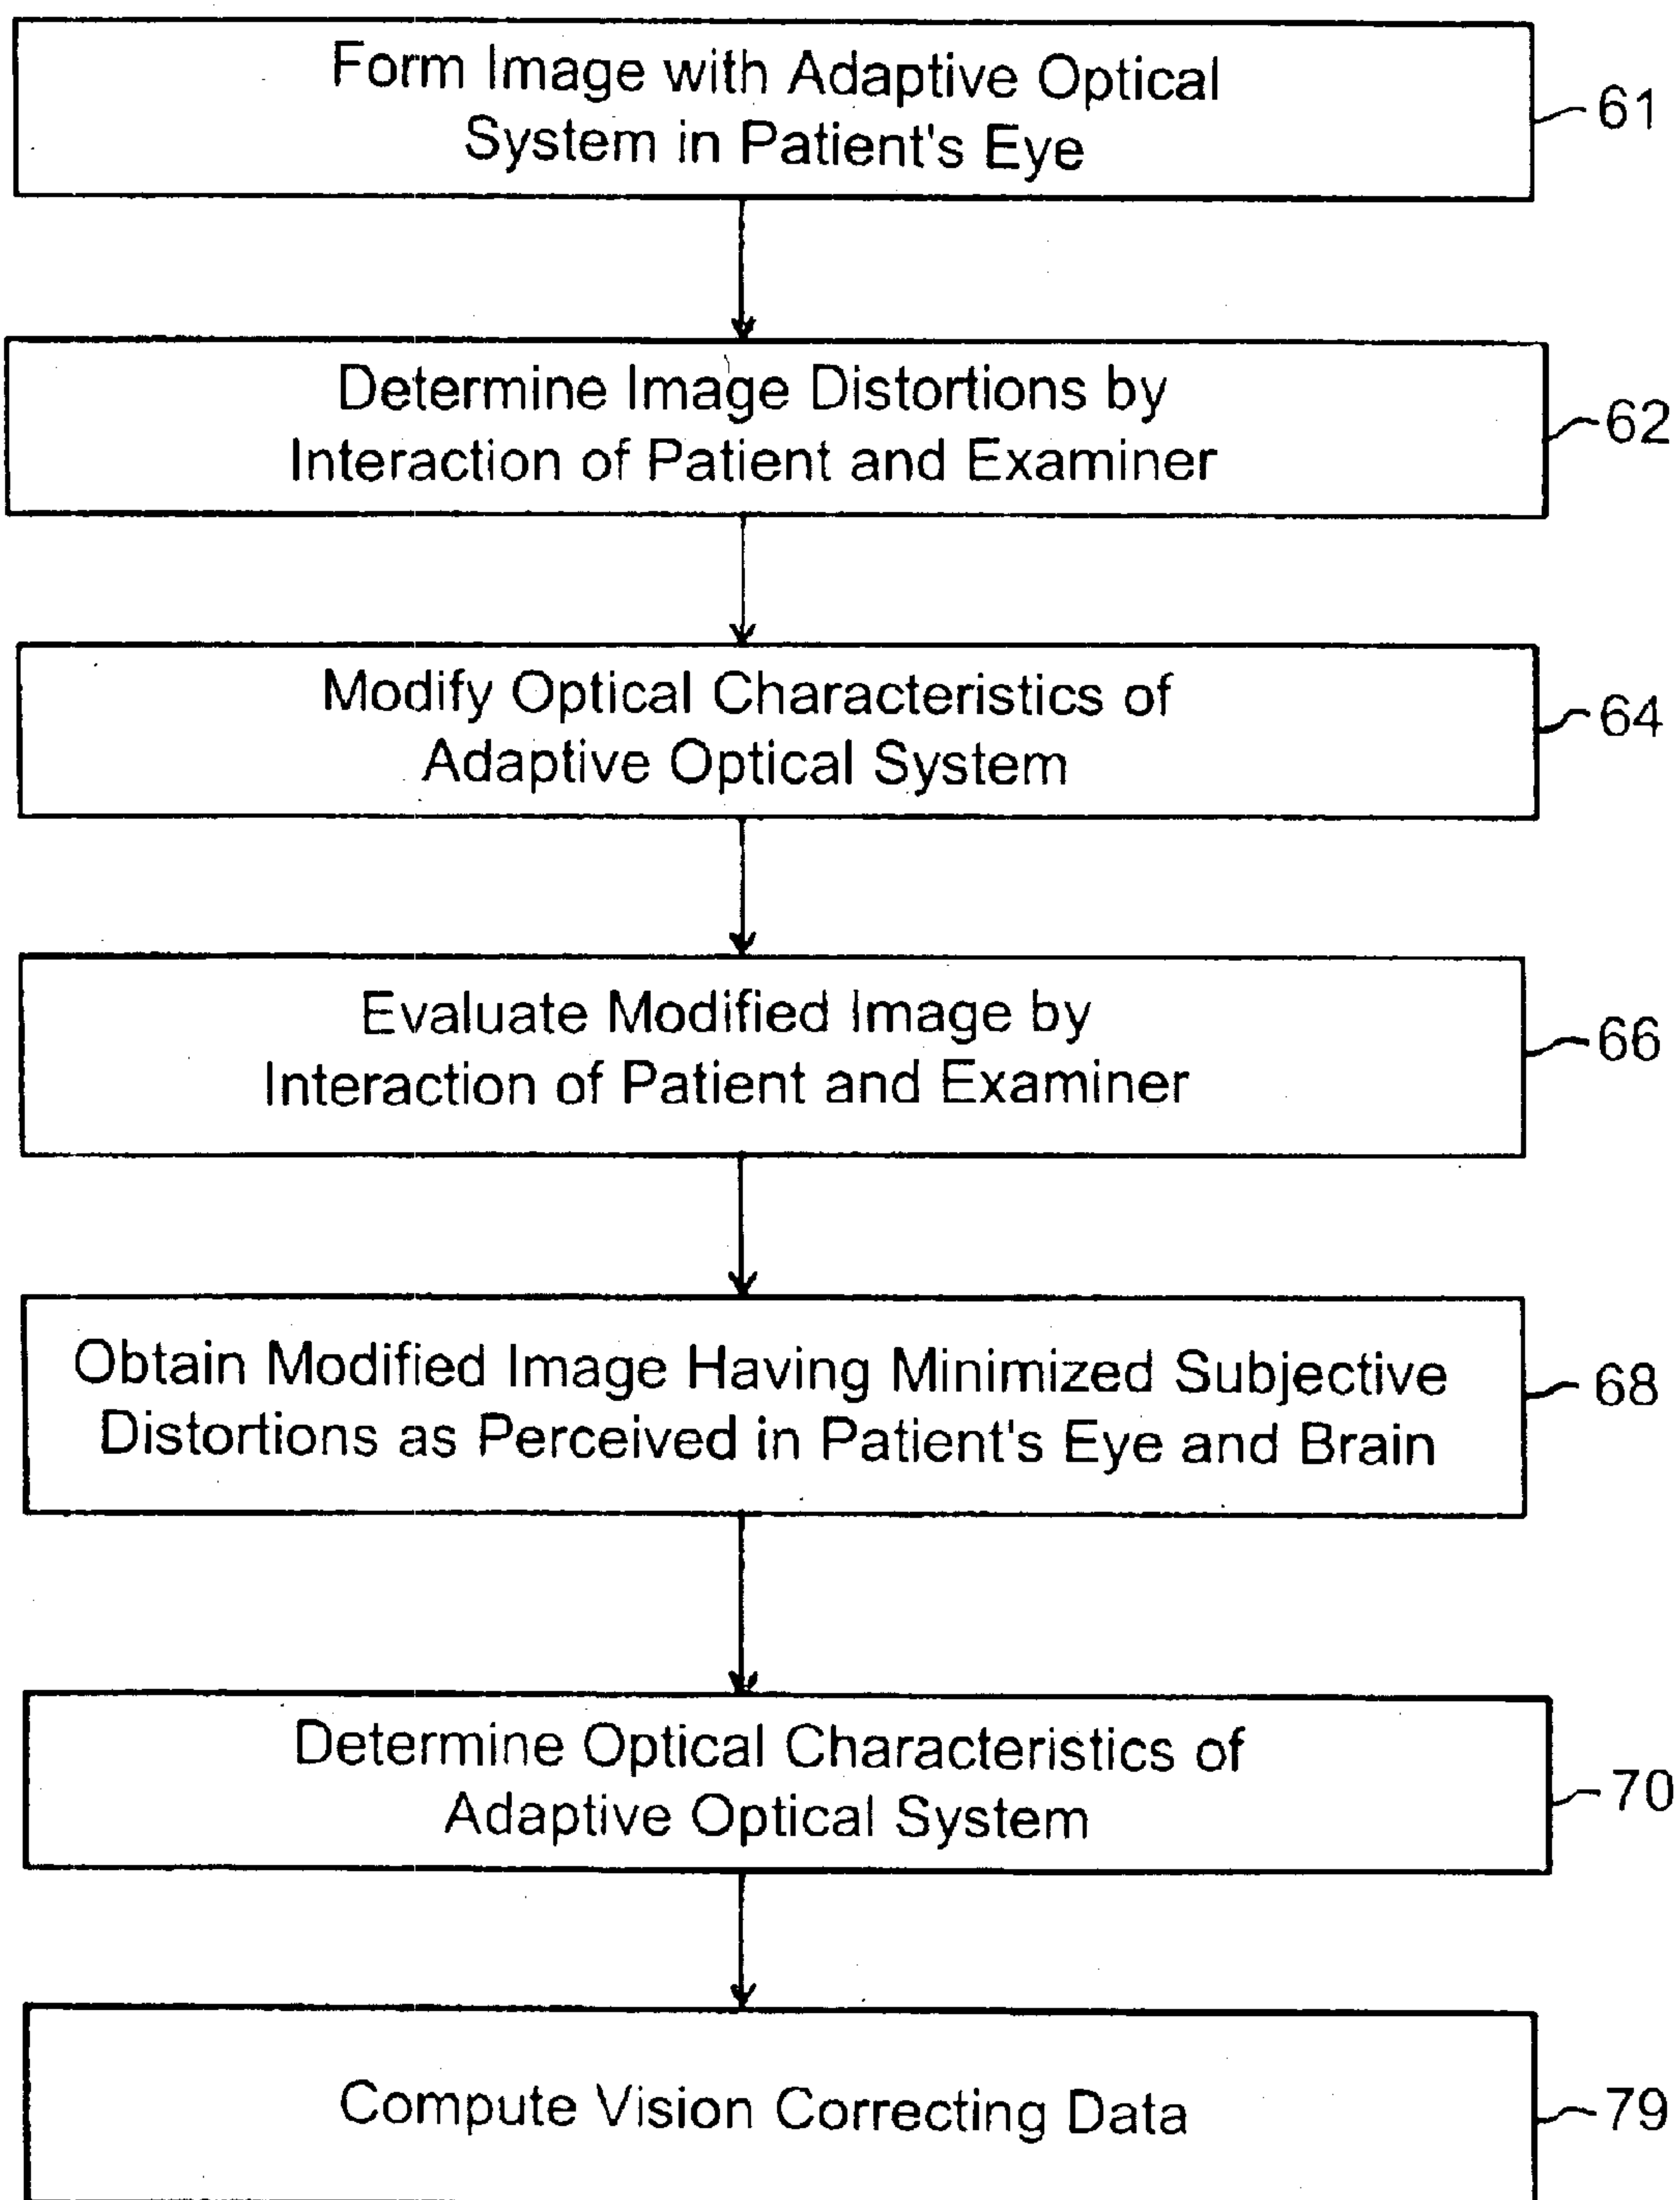 Form Image with Adaptive Optical
System in Patient's Eye
61
Determine Image Distortions by
Interaction of Patient and Examiner
62
Modify Optical Characteristics of
Adaptive Optical System
64
Evaluate Modified Image by
Interaction of Patient and Examiner
66
Obtain Modified Image Having Minimized Subjective
Distortions as Perceived in Patient's Eye and Brain
68
Determine Optical Characteristics of
Adaptive Optical System
70
Compute Vision Correcting Data
79